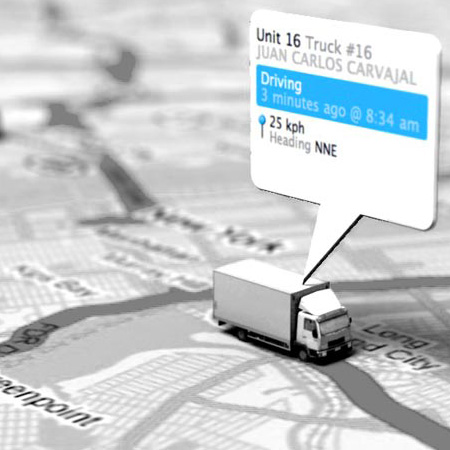 Unit 16 Truck #16
JUAN CARLOS CARVAJAL
Driving
3 minutes ago @ 8:34 am
25 kph
Heading NNE
New York
Long
d City
FDR D
eenpoint